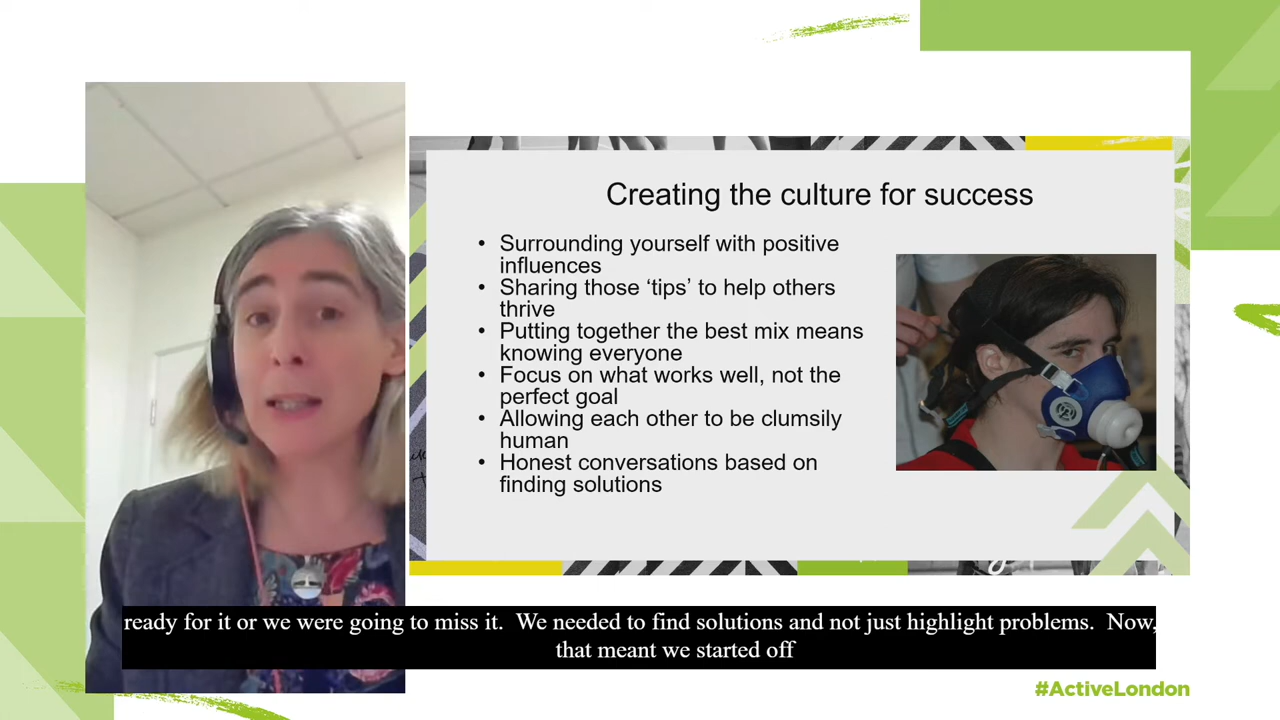 Creating the culture for success
• Surrounding yourself with positive
influences
• Sharing those ‘tips’ to help others
thrive
• Putting together the best mix means
knowing everyone
• Focus on what works well, not the
perfect goal
• Allowing each other to be clumsily
human
• Honest conversations based on
finding solutions
ready for it or we were going to miss it.  We needed to find solutions and not just highlight problems.  Now,
that meant we started off
#ActiveLondon